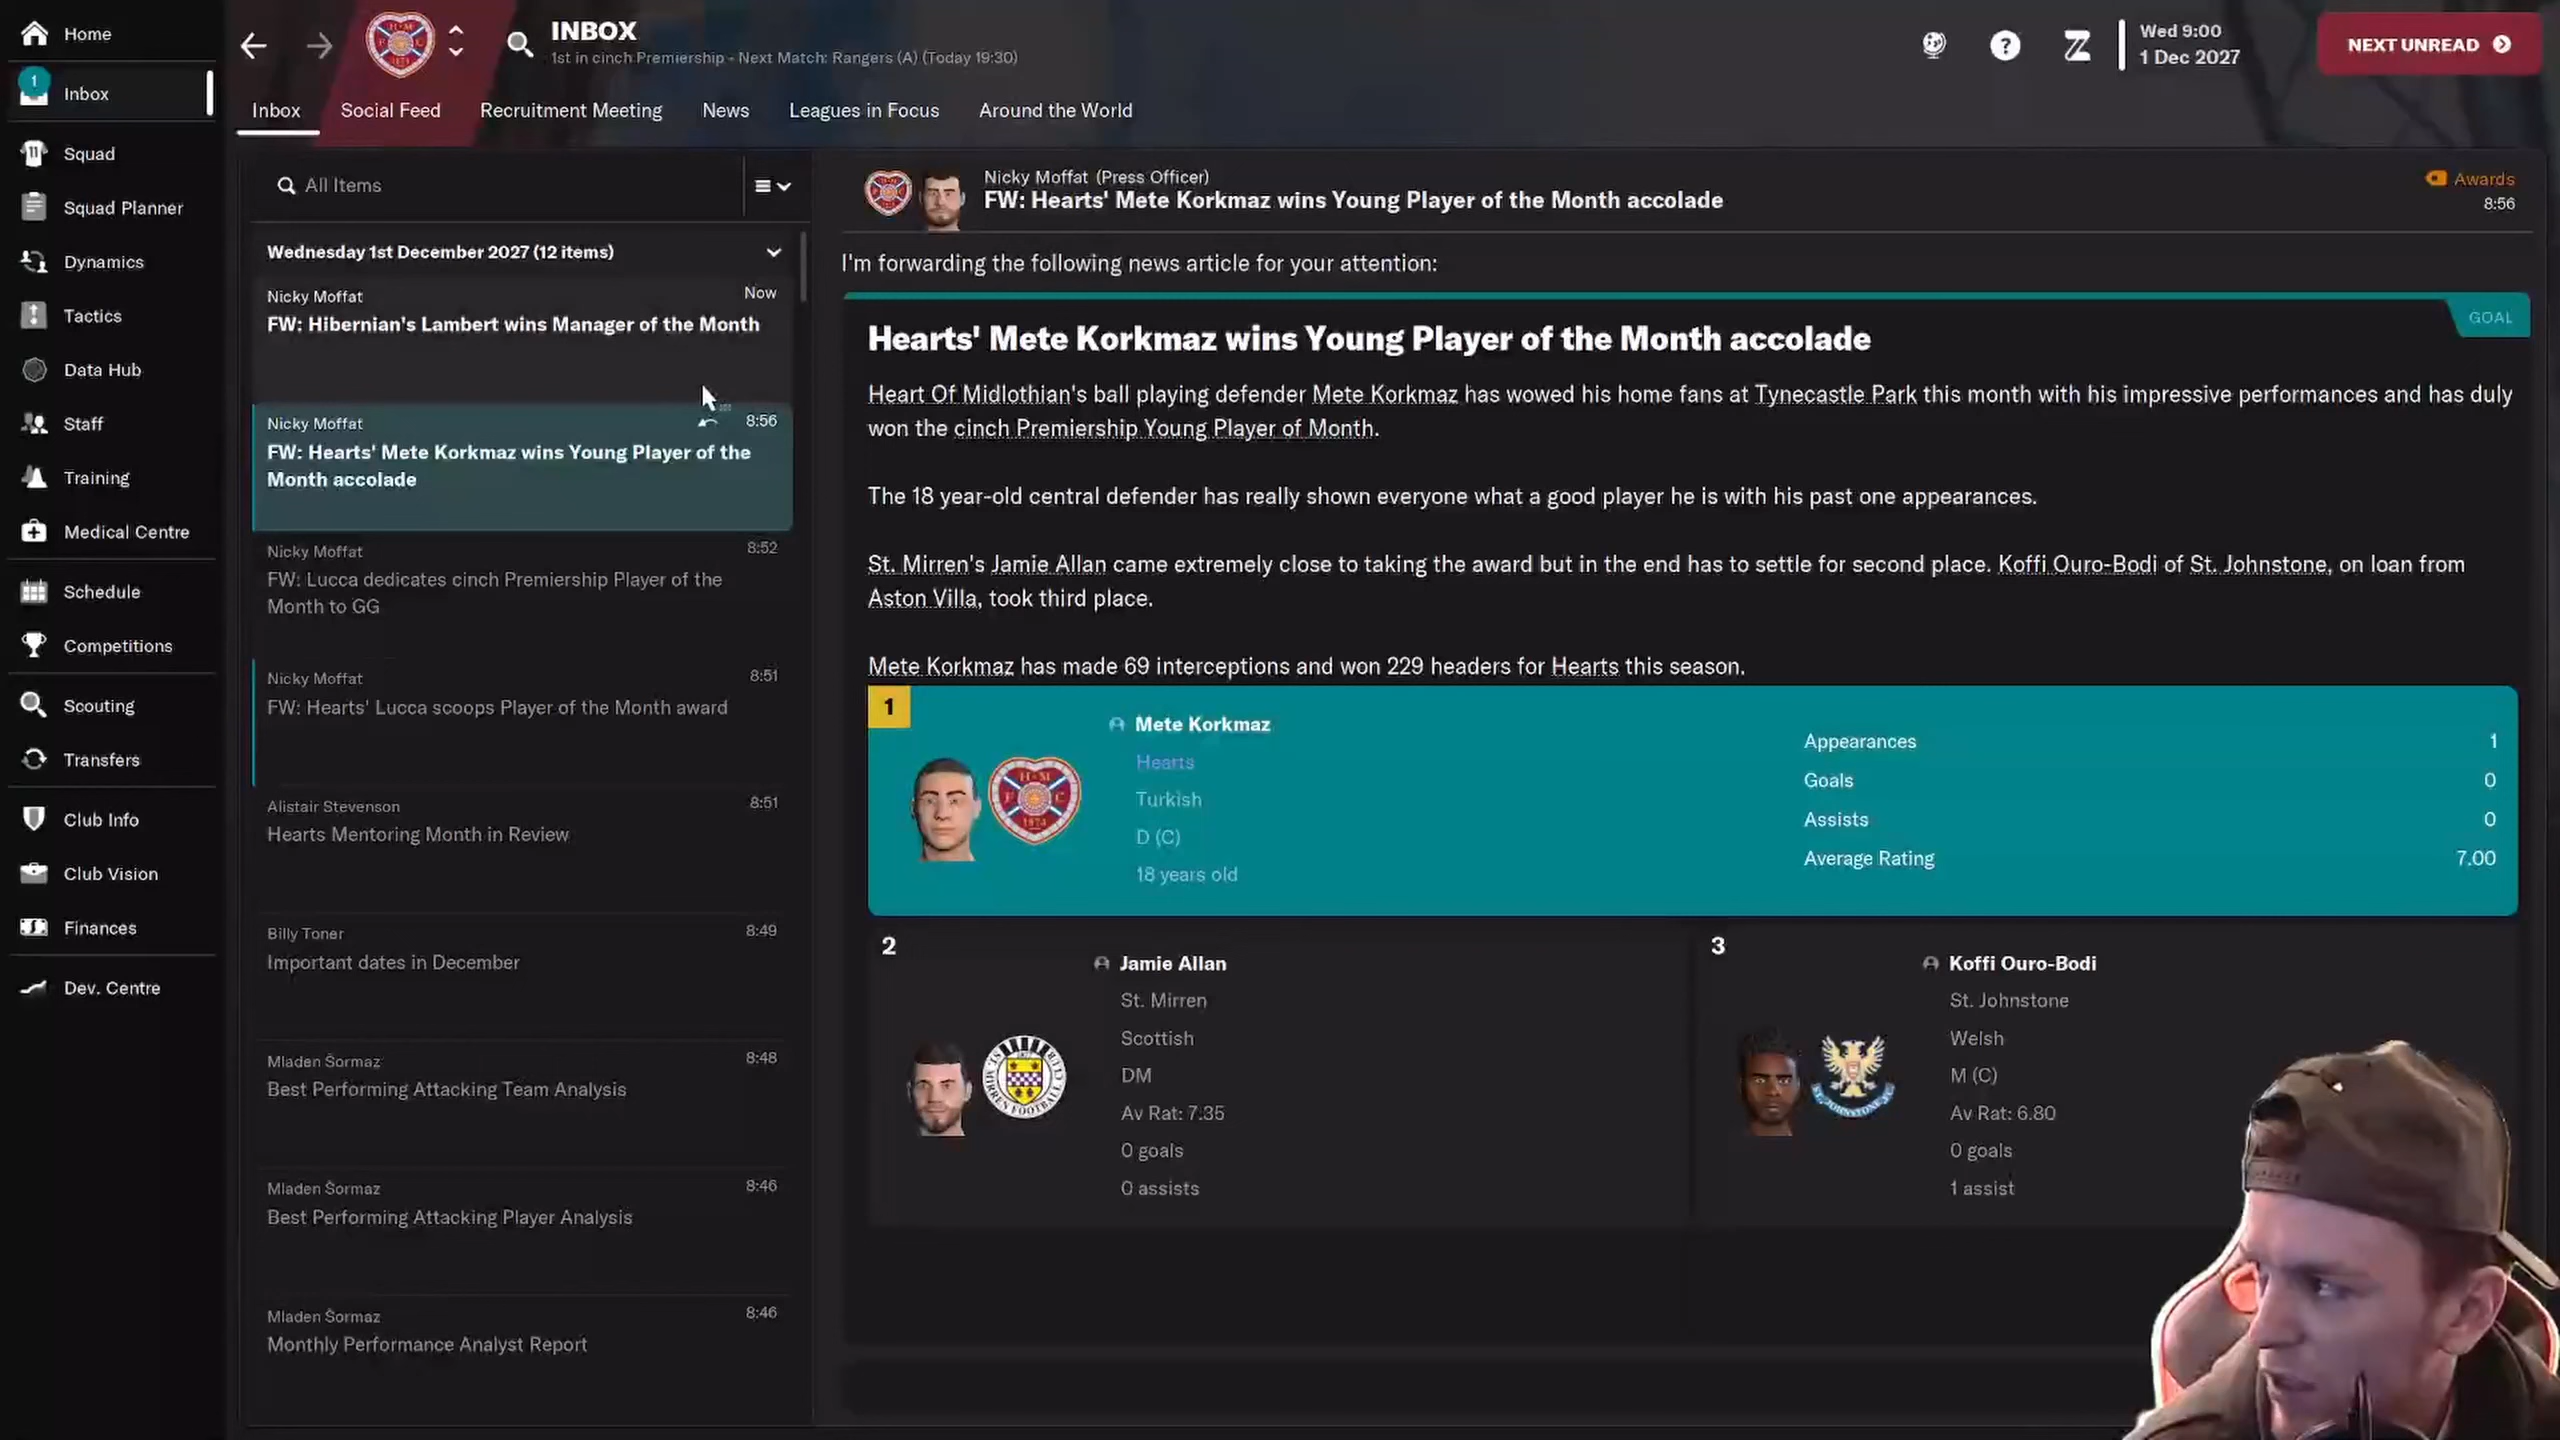 Home
1
Inbox
Squad
Squad Planner
Dynamics
Tactics
Data Hub
Staff
Training
Medical Centre
Schedule
Competitions
Scouting
Transfers
Club Info
Club Vision
Finances
Dev. Centre
INBOX
1st in cinch Premiership - Next Match: Rangers (A) (Today 19:30)
Wed 9:00
1 Dec 2027
NEXT UNREAD
Inbox
Social Feed
Recruitment Meeting
News
Leagues in Focus
Around the World
All Items
Wednesday 1st December 2027 (12 items)
Nicky Moffat
Now
FW: Hibernian's Lambert wins Manager of the Month
Nicky Moffat
8:56
FW: Hearts' Mete Korkmaz wins Young Player of the
Month accolade
Nicky Moffat
8:52
FW: Lucca dedicates cinch Premiership Player of the
Month to GG
Nicky Moffat
8:51
FW: Hearts' Lucca scoops Player of the Month award
Alistair Stevenson
8:51
Hearts Mentoring Month in Review
Billy Toner
8:49
Important dates in December
Mladen Šormaz
8:48
Best Performing Attacking Team Analysis
Mladen Šormaz
8:46
Best Performing Attacking Player Analysis
Mladen Šormaz
8:46
Monthly Performance Analyst Report
Nicky Moffat (Press Officer)
FW: Hearts' Mete Korkmaz wins Young Player of the Month accolade
Awards
8:56
I'm forwarding the following news article for your attention:
GOAL
Hearts' Mete Korkmaz wins Young Player of the Month accolade
Heart Of Midlothian's ball playing defender Mete Korkmaz has wowed his home fans at Tynecastle Park this month with his impressive performances and has duly
won the cinch Premiership Young Player of Month.
The 18 year-old central defender has really shown everyone what a good player he is with his past one appearances.
St. Mirren's Jamie Allan came extremely close to taking the award but in the end has to settle for second place. Koffi Ouro-Bodi of St. Johnstone, on loan from
Aston Villa, took third place.
Mete Korkmaz has made 69 interceptions and won 229 headers for Hearts this season.
1
Mete Korkmaz
Hearts
Turkish
D (C)
18 years old
Appearances 1
Goals 0
Assists 0
Average Rating 7.00
2
Jamie Allan
St. Mirren
Scottish
DM
Av Rat: 7.35
0 goals
0 assists
3
Koffi Ouro-Bodi
St. Johnstone
Welsh
M (C)
Av Rat: 6.80
0 goals
1 assist